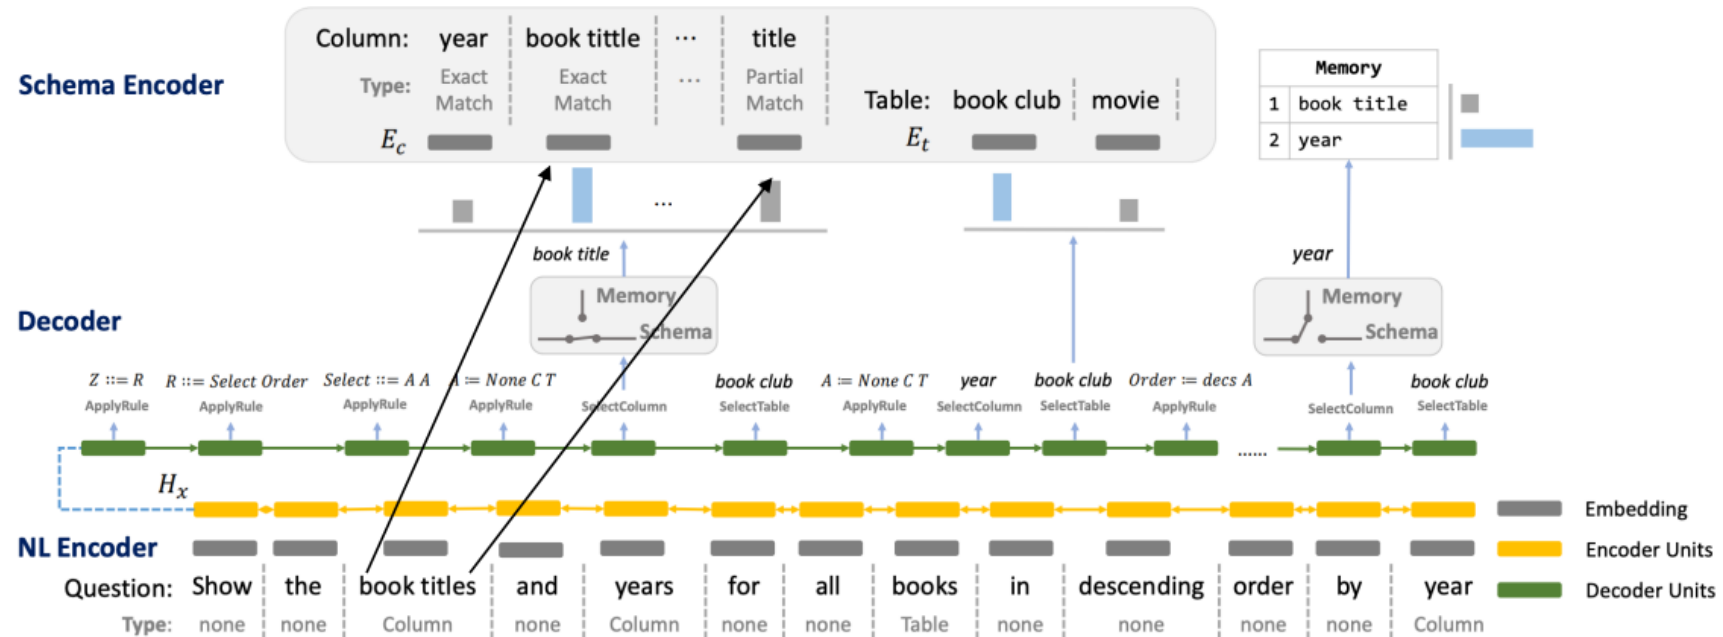 Schema Encoder
Column: year book tittle ... title
Type: Exact Match Exact Match ... Partial Match
Table: book club movie
E_c E_t
Memory
1 book title
2 year
...
book title
year
Memory
Schema
Memory
Schema
Decoder
Z ::= R R ::= Select Order Select ::= A A A ::= None C T book club A ::= None C T year book club Order ::= decs A book club
ApplyRule ApplyRule ApplyRule ApplyRule SelectColumn SelectTable ApplyRule SelectColumn SelectTable ApplyRule SelectColumn SelectTable
......
H_x
NL Encoder
Question: Show the book titles and years for all books in descending order by year
Type: none none Column none Column none none Table none none none none Column
Embedding
Encoder Units
Decoder Units